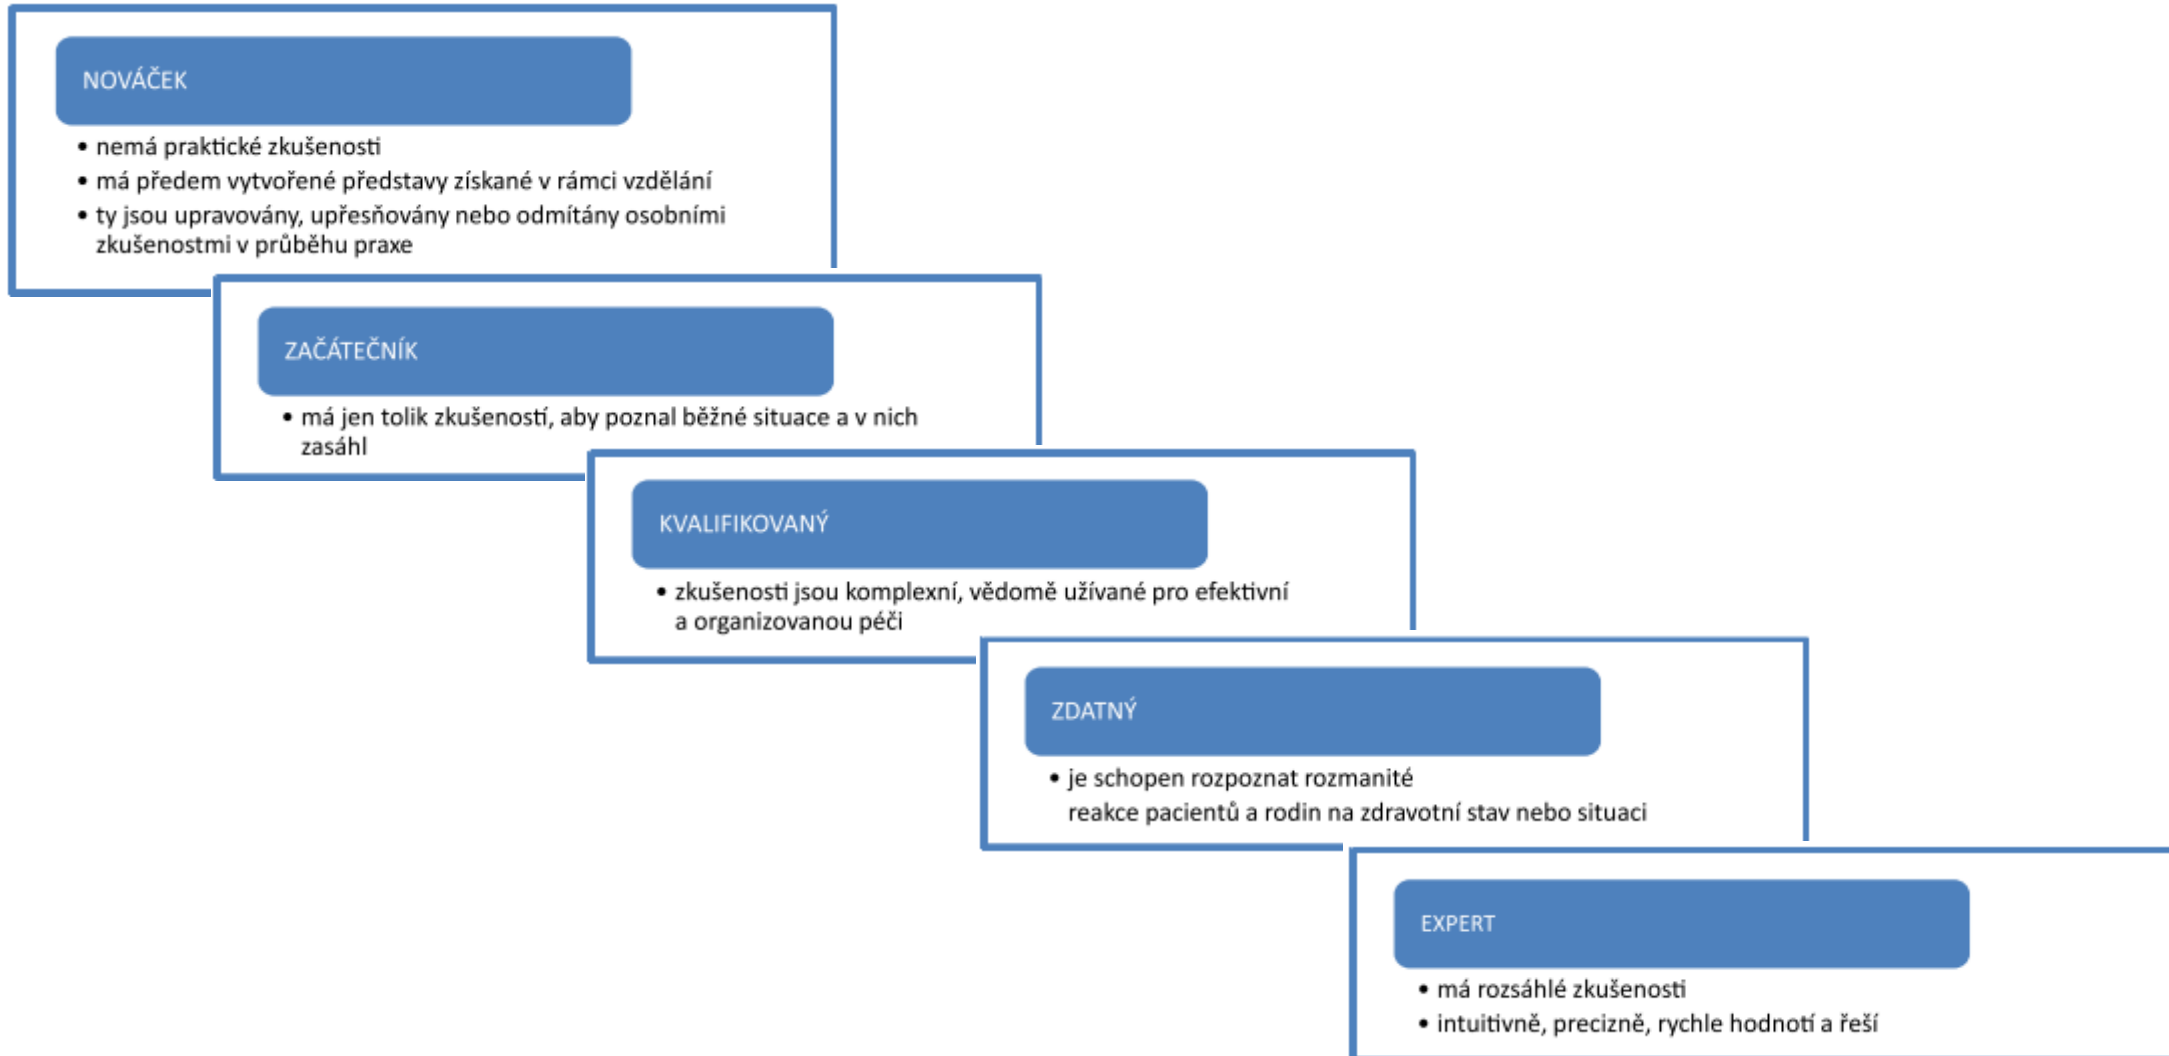 NOVÁČEK
• nemá praktické zkušenosti
• má předem vytvořené představy získané v rámci vzdělání
• ty jsou upravovány, upřesňovány nebo odmítány osobními
zkušenostmi v průběhu praxe
ZAČÁTEČNÍK
• má jen tolik zkušeností, aby poznal běžné situace a v nich
zasáhl
KVALIFIKOVANÝ
• zkušenosti jsou komplexní, vědomě užívané pro efektivní
a organizovanou péči
ZDATNÝ
• je schopen rozpoznat rozmanité
reakce pacientů a rodin na zdravotní stav nebo situaci
EXPERT
• má rozsáhlé zkušenosti
• intuitivně, precizně, rychle hodnotí a řeší